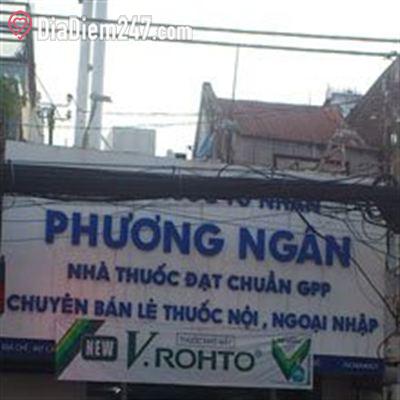 DiaDiem247.com
PHƯƠNG NGÂN
NHÀ THUỐC ĐẠT CHUẨN GPP
CHUYÊN BÁN LẺ THUỐC NỘI , NGOẠI NHẬP
NEW V.ROHTO®